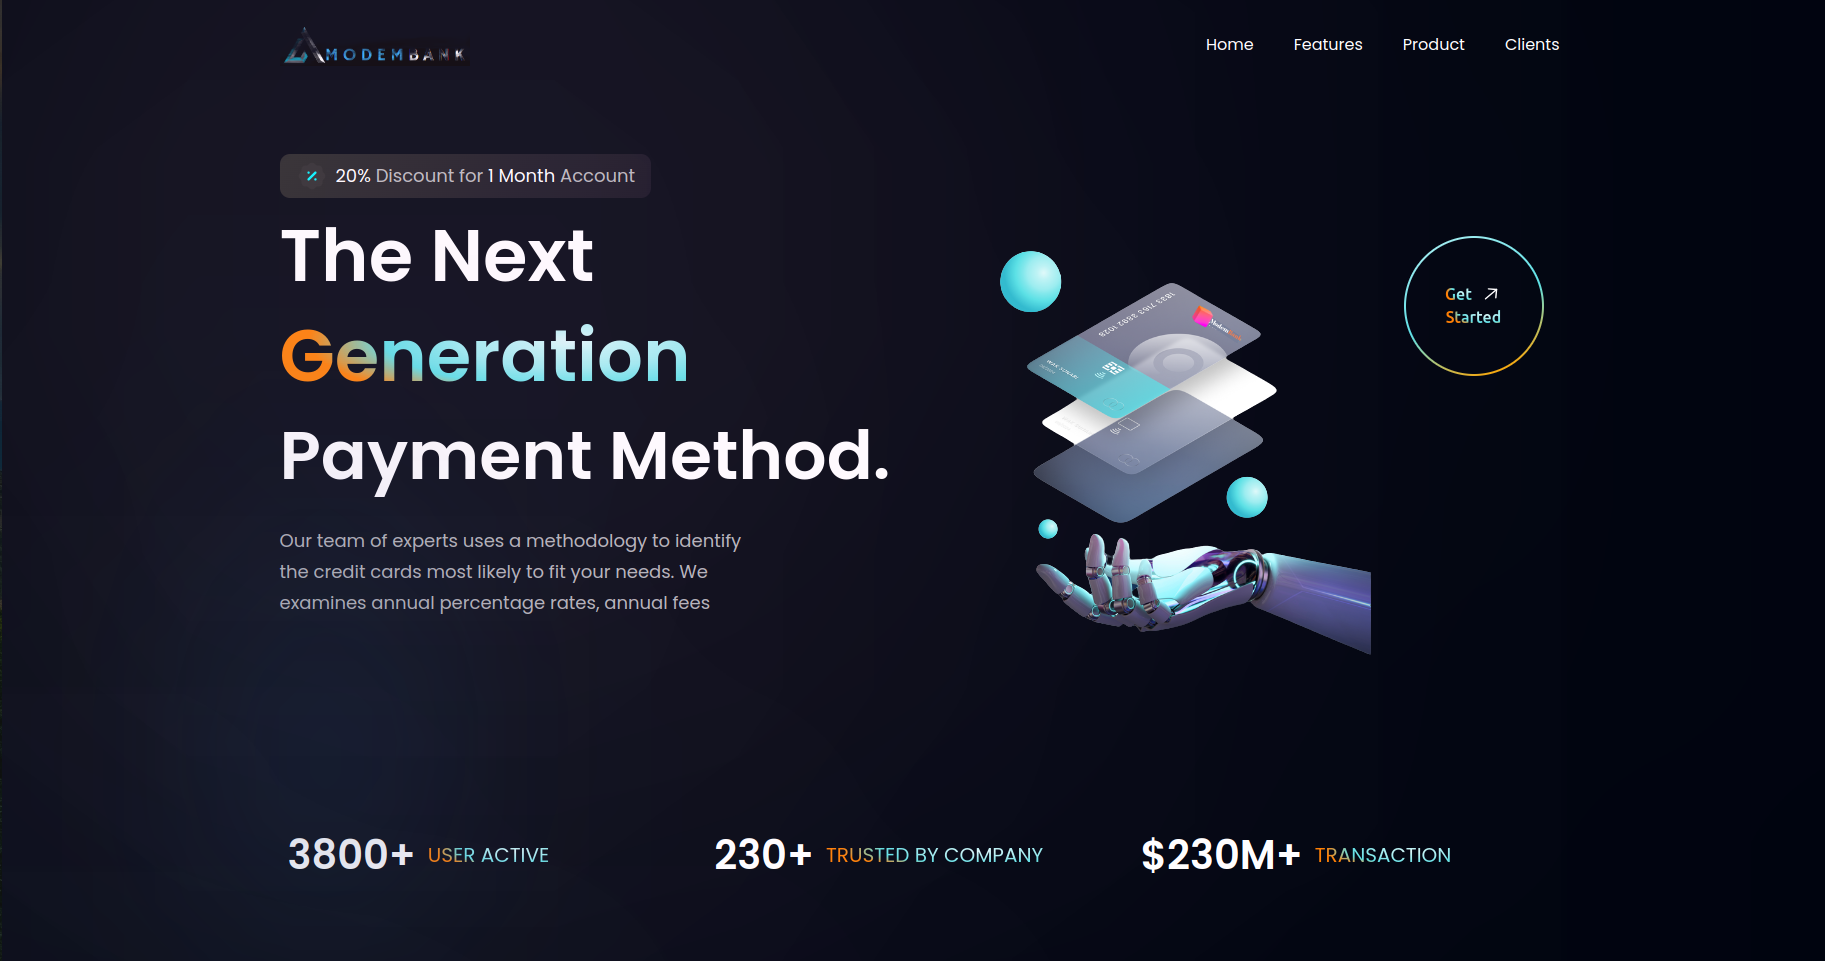 MODEMBANK
Home Features Product Clients
20% Discount for 1 Month Account
The Next
Generation
Payment Method.
Get
Started
Our team of experts uses a methodology to identify
the credit cards most likely to fit your needs. We
examines annual percentage rates, annual fees
3800+ USER ACTIVE
230+ TRUSTED BY COMPANY
$230M+ TRANSACTION